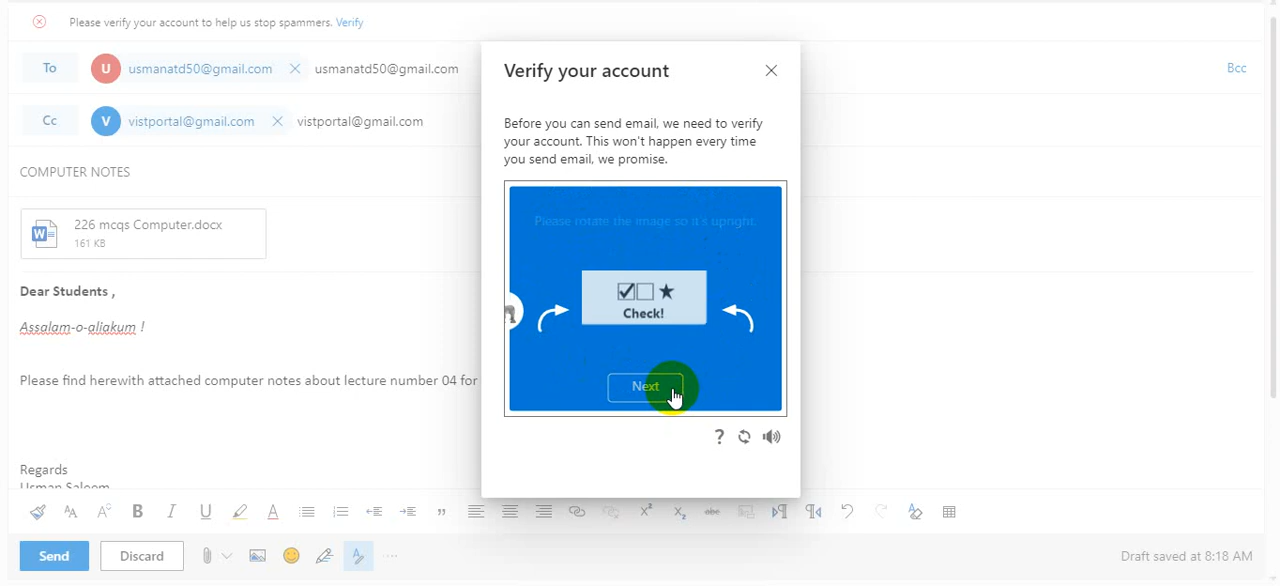 Please verify your account to help us stop spammers. Verify
To
U
usmanatd50@gmail.com
usmanatd50@gmail.com
Bcc
Cc
V
vistportal@gmail.com
vistportal@gmail.com
COMPUTER NOTES
226 mcqs Computer.docx
161 KB
Dear Students ,
Assalam-o-aliakum !
Please find herewith attached computer notes about lecture number 04 for
Regards
Usman Saleem
Verify your account
Before you can send email, we need to verify
your account. This won't happen every time
you send email, we promise.
Please rotate the image so it's upright.
Check!
Next
Send
Discard
Draft saved at 8:18 AM